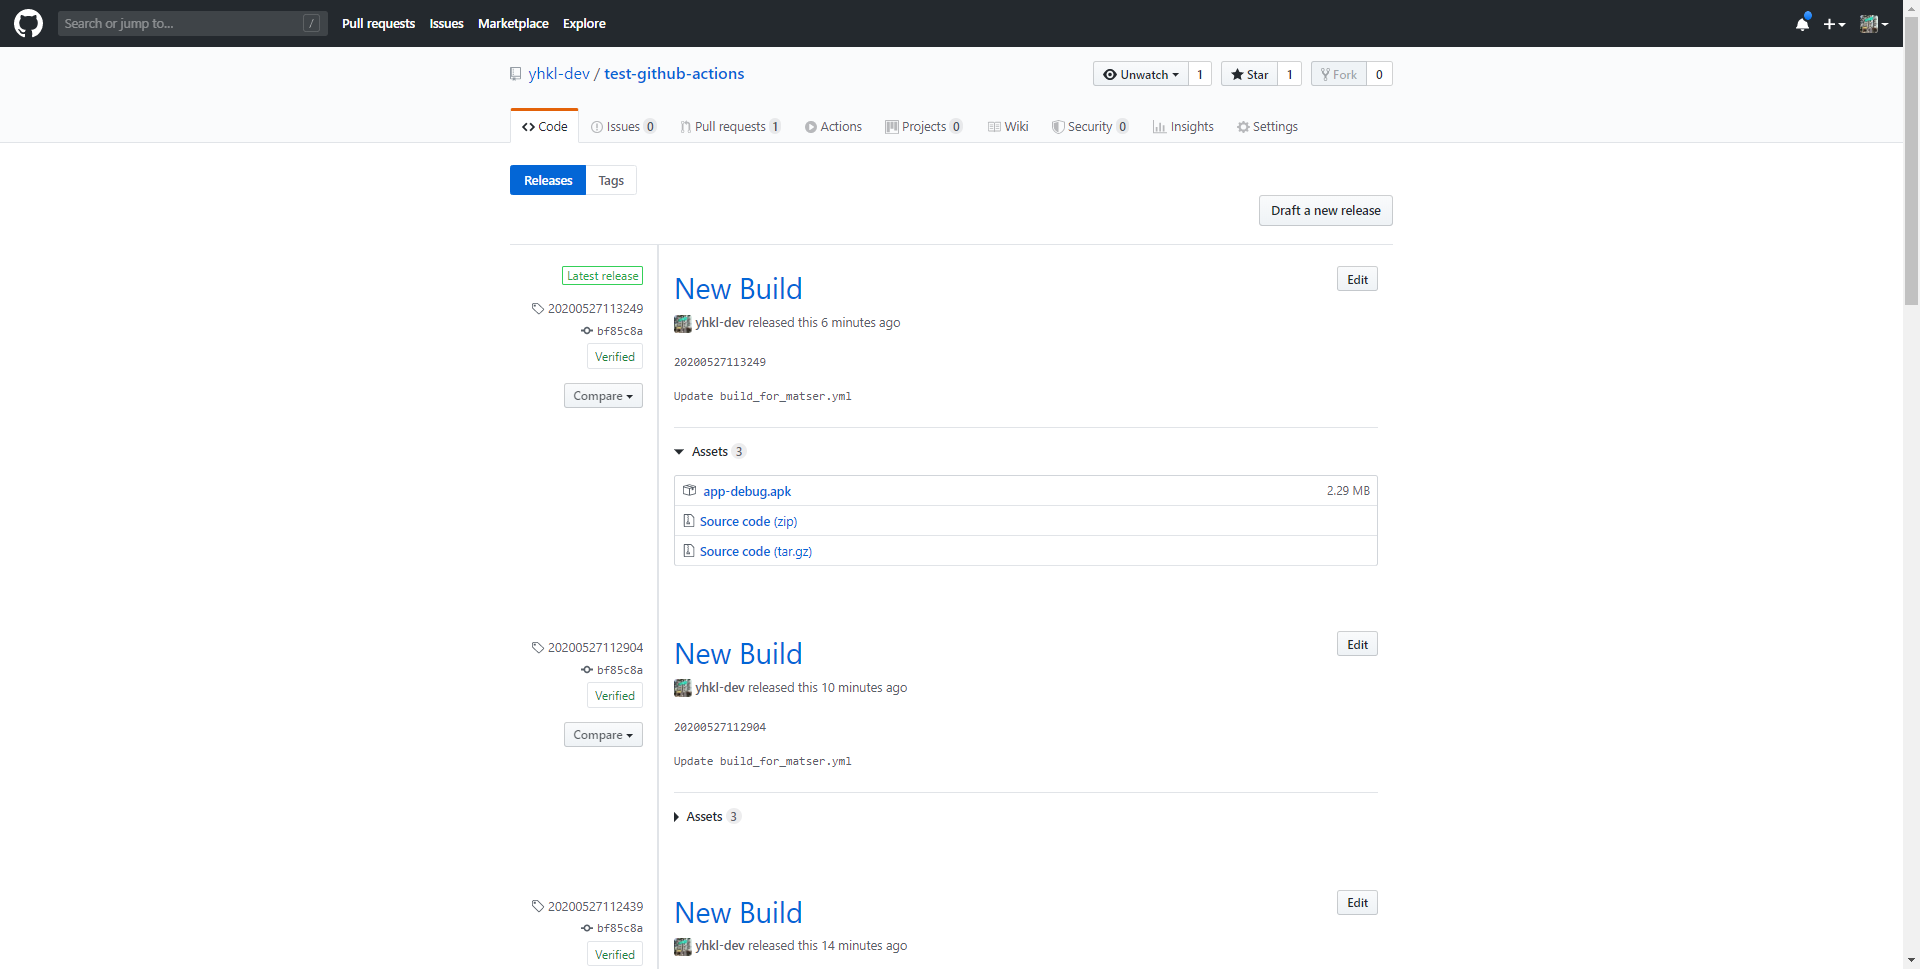 Search or jump to... /
Pull requests Issues Marketplace Explore
yhkl-dev / test-github-actions
Unwatch 1 Star 1 Fork 0
Code Issues 0 Pull requests 1 Actions Projects 0 Wiki Security 0 Insights Settings
Releases Tags
Draft a new release
Latest release
20200527113249
bf85c8a
Verified
Compare
New Build
Edit
yhkl-dev released this 6 minutes ago
20200527113249
Update build_for_matser.yml
Assets 3
app-debug.apk 2.29 MB
Source code (zip)
Source code (tar.gz)
20200527112904
bf85c8a
Verified
Compare
New Build
Edit
yhkl-dev released this 10 minutes ago
20200527112904
Update build_for_matser.yml
Assets 3
20200527112439
bf85c8a
Verified
New Build
Edit
yhkl-dev released this 14 minutes ago